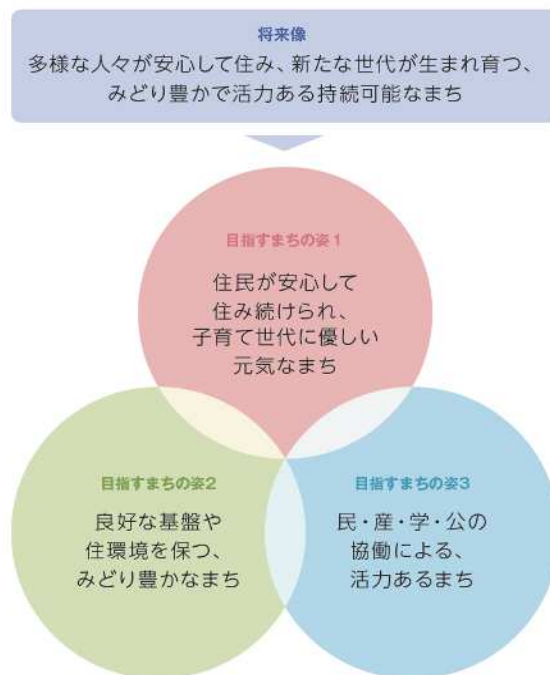 将来像
多様な人々が安心して住み、新たな世代が生まれ育つ、
みどり豊かで活力ある持続可能なまち
目指すまちの姿1
住民が安心して
住み続けられ、
子育て世代に優しい
元気なまち
目指すまちの姿2
良好な基盤や
住環境を保つ、
みどり豊かなまち
目指すまちの姿3
民・産・学・公の
協働による、
活力あるまち